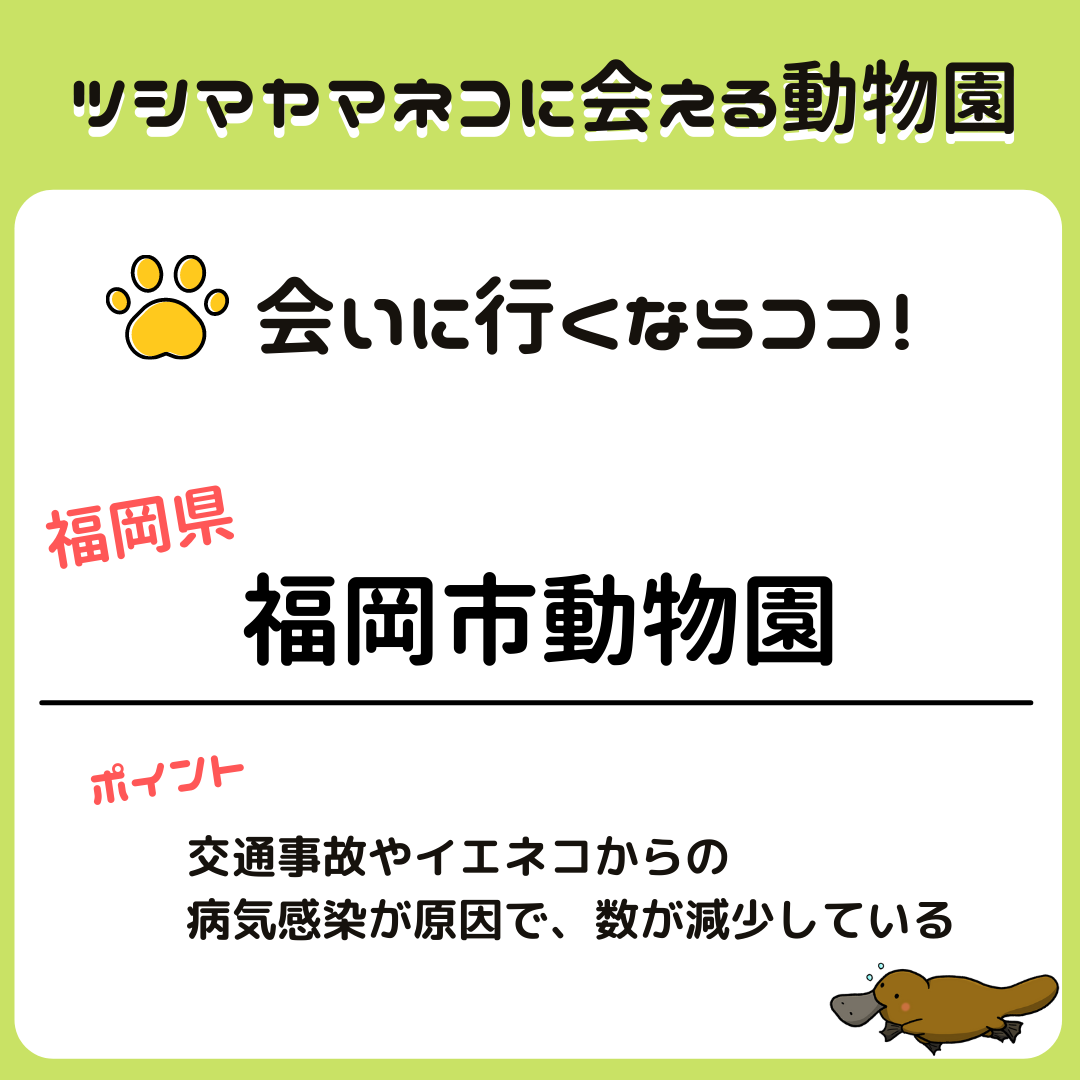 ツシマヤマネコに会える動物園
会いに行くならココ!
福岡県
福岡市動物園
ポイント
交通事故やイエネコからの
病気感染が原因で、数が減少している